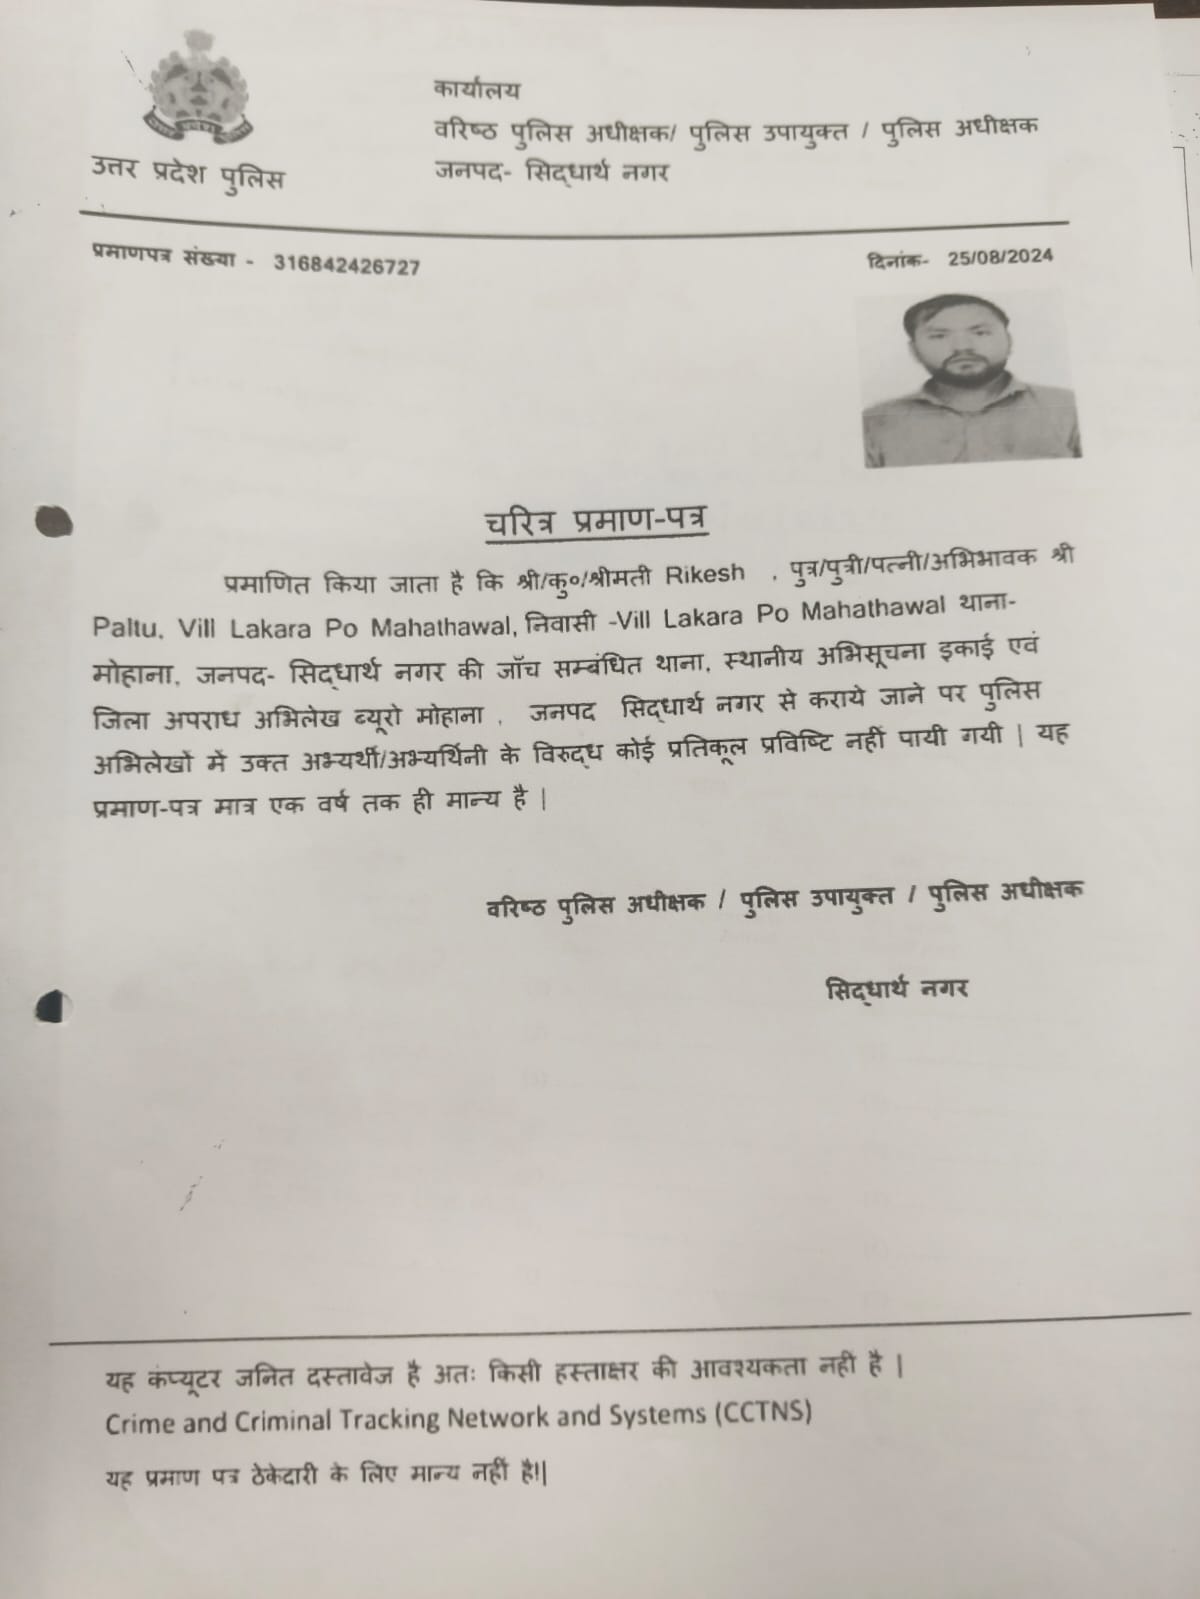 उत्तर प्रदेश पुलिस
कार्यालय
वरिष्ठ पुलिस अधीक्षक/ पुलिस उपायुक्त / पुलिस अधीक्षक
जनपद- सिद्धार्थ नगर
प्रमाणपत्र संख्या - 316842426727
दिनांक- 25/08/2024
चरित्र प्रमाण-पत्र
प्रमाणित किया जाता है कि श्री/कु०/श्रीमती Rikesh , पुत्र/पुत्री/पत्नी/अभिभावक श्री
Paltu, Vill Lakara Po Mahathawal, निवासी -Vill Lakara Po Mahathawal थाना-
मोहाना, जनपद- सिद्धार्थ नगर की जॉच सम्बंधित थाना, स्थानीय अभिसूचना इकाई एवं
जिला अपराध अभिलेख ब्यूरो मोहाना , जनपद सिद्धार्थ नगर से कराये जाने पर पुलिस
अभिलेखों में उक्त अभ्यर्थी/अभ्यर्थिनी के विरुद्ध कोई प्रतिकूल प्रविष्टि नहीं पायी गयी | यह
प्रमाण-पत्र मात्र एक वर्ष तक ही मान्य है |
वरिष्ठ पुलिस अधीक्षक / पुलिस उपायुक्त / पुलिस अधीक्षक
सिद्धार्थ नगर
यह कंप्यूटर जनित दस्तावेज है अतः किसी हस्ताक्षर की आवश्यकता नही है |
Crime and Criminal Tracking Network and Systems (CCTNS)
यह प्रमाण पत्र ठेकेदारी के लिए मान्य नहीं है!|